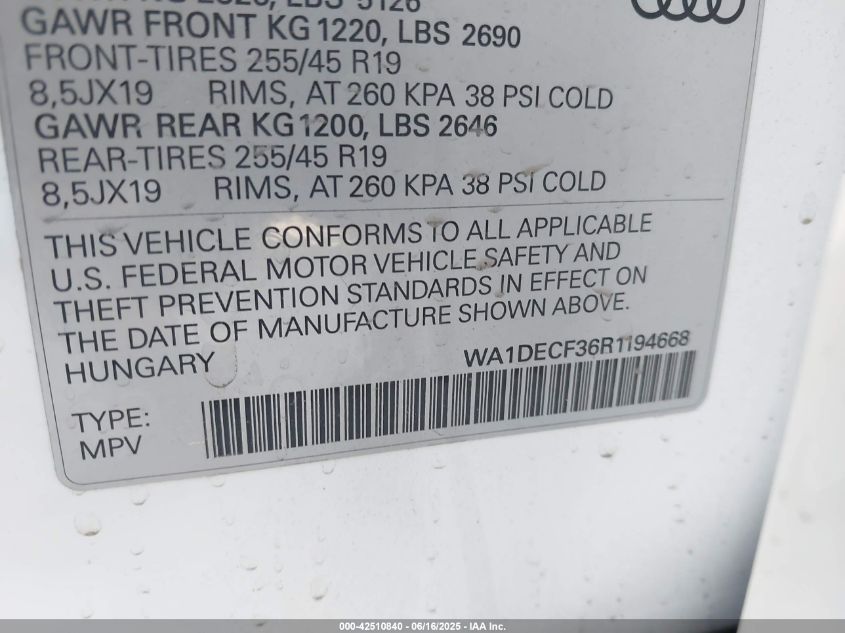 GAWR FRONT KG 1220, LBS 2690
FRONT-TIRES 255/45 R19
8,5JX19 RIMS, AT 260 KPA 38 PSI COLD
GAWR REAR KG 1200, LBS 2646
REAR-TIRES 255/45 R19
8,5JX19 RIMS, AT 260 KPA 38 PSI COLD
THIS VEHICLE CONFORMS TO ALL APPLICABLE
U.S. FEDERAL MOTOR VEHICLE SAFETY AND
THEFT PREVENTION STANDARDS IN EFFECT ON
THE DATE OF MANUFACTURE SHOWN ABOVE.
HUNGARY WA1DECF36R1194668
TYPE:
MPV
000-42510840 - 06/16/2025 - IAA Inc.